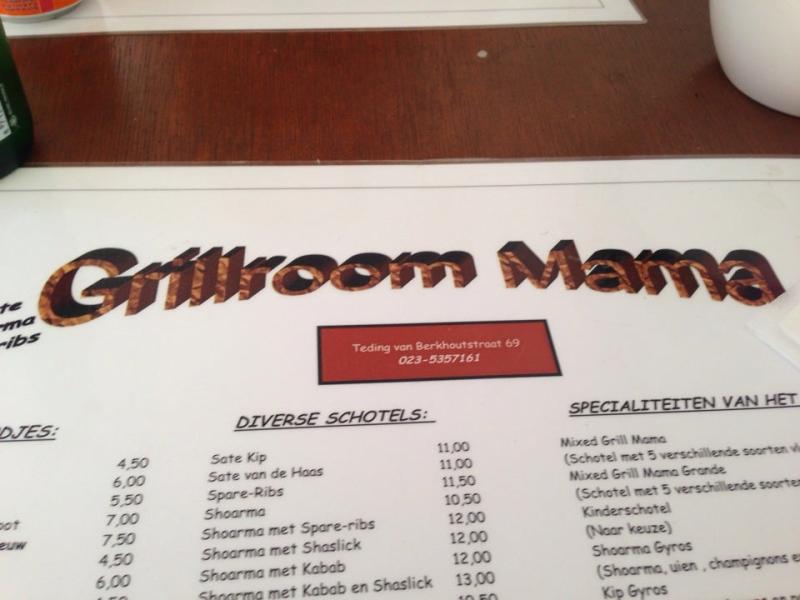 Grillroom Mama
ribs
Teding van Berkhoutstraat 69
023-5357161
DJES:
4,50
6,00
5,50
7,00
7,50
4,50
6,00
DIVERSE SCHOTELS:
Sate Kip 11,00
Sate van de Haas 11,00
Spare-Ribs 11,50
Shoarma 10,50
Shoarma met Spare-ribs 12,00
Shoarma met Shaslick 12,00
Shoarma met Kabab 12,00
Shoarma met Kabab en Shaslick 13,00
10,50
SPECIALITEITEN VAN HET
Mixed Grill Mama
(Schotel met 5 verschillende soorten vl
Mixed Grill Mama Grande
(Schotel met 5 verschillende soorten
Kinderschotel
(Naar keuze)
Shoarma Gyros
(Shoarma, uien , champignons e
Kip Gyros